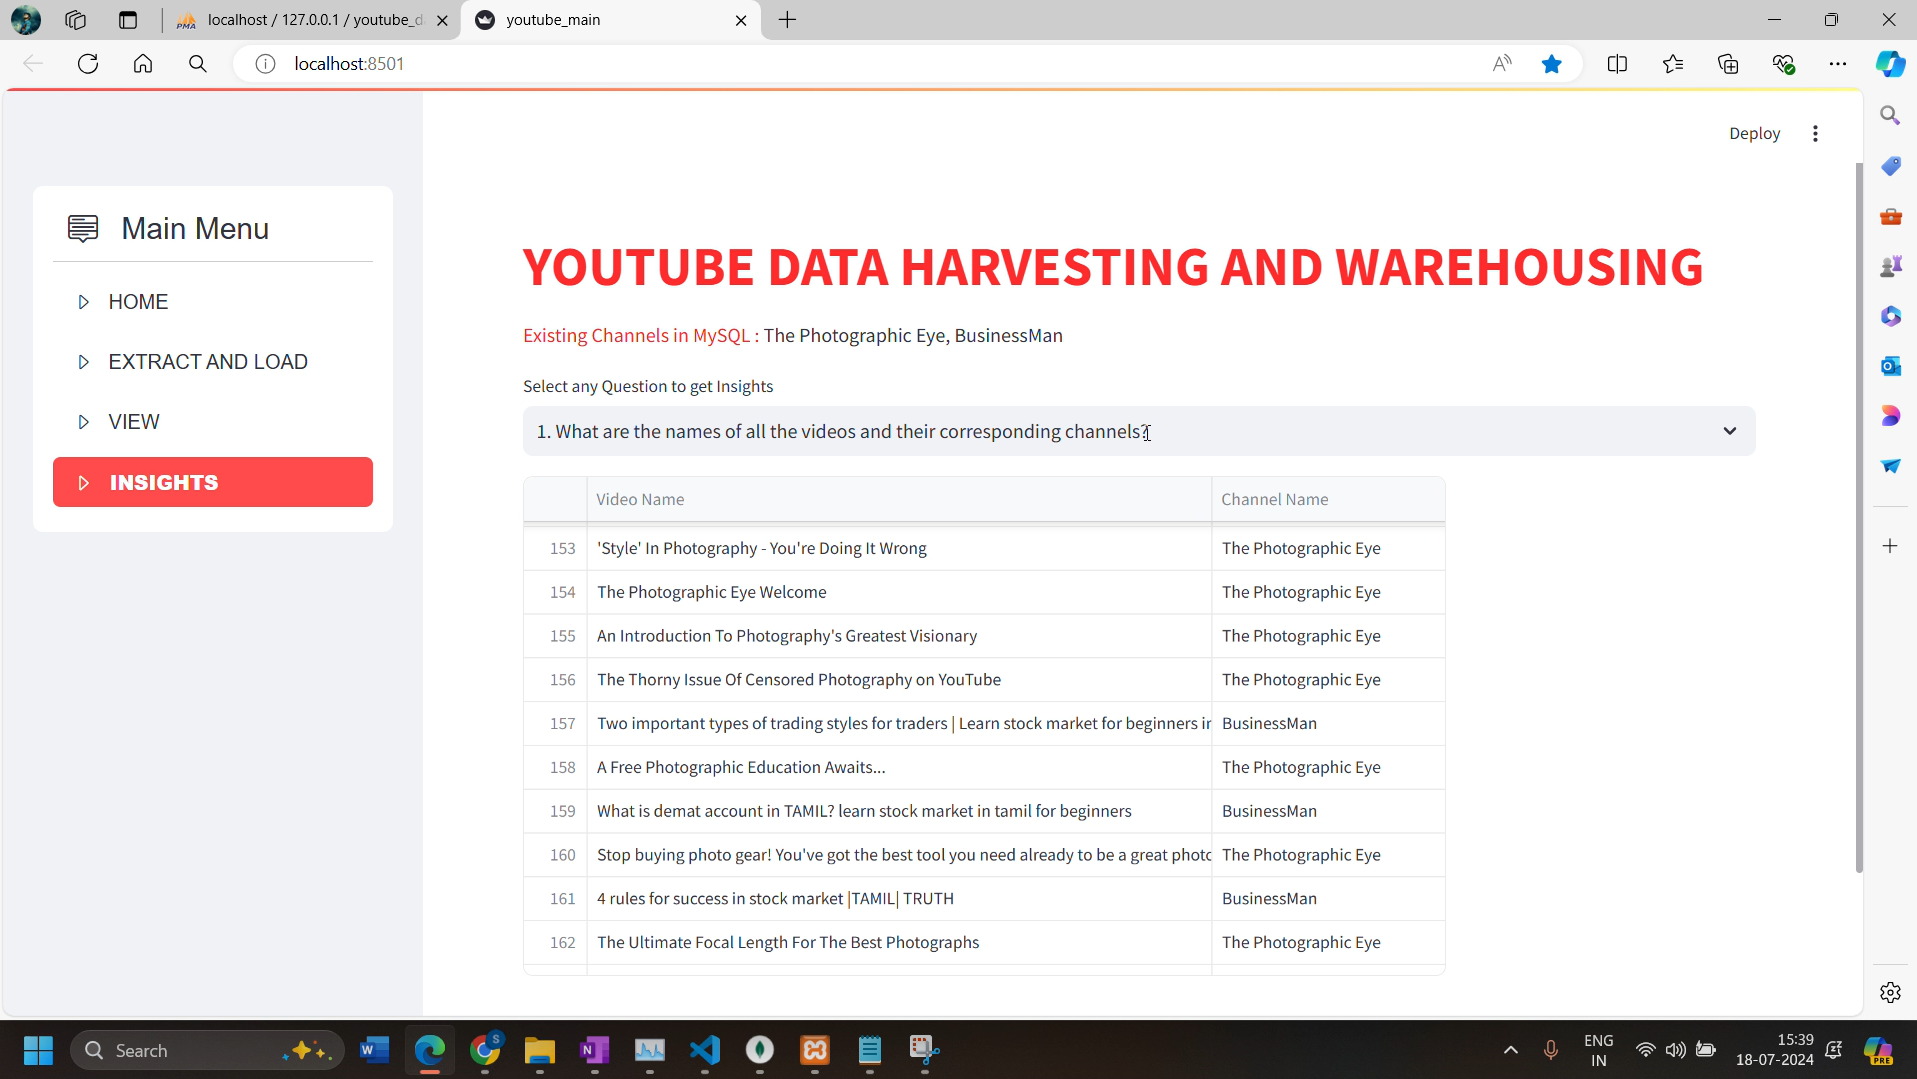 localhost / 127.0.0.1 / youtube_d
youtube_main
localhost:8501
Deploy
Main Menu
HOME
EXTRACT AND LOAD
VIEW
INSIGHTS
YOUTUBE DATA HARVESTING AND WAREHOUSING
Existing Channels in MySQL : The Photographic Eye, BusinessMan
Select any Question to get Insights
1. What are the names of all the videos and their corresponding channels?
Video Name Channel Name
153 'Style' In Photography - You're Doing It Wrong The Photographic Eye
154 The Photographic Eye Welcome The Photographic Eye
155 An Introduction To Photography's Greatest Visionary The Photographic Eye
156 The Thorny Issue Of Censored Photography on YouTube The Photographic Eye
157 Two important types of trading styles for traders | Learn stock market for beginners in BusinessMan
158 A Free Photographic Education Awaits... The Photographic Eye
159 What is demat account in TAMIL? learn stock market in tamil for beginners BusinessMan
160 Stop buying photo gear! You've got the best tool you need already to be a great photo The Photographic Eye
161 4 rules for success in stock market |TAMIL| TRUTH BusinessMan
162 The Ultimate Focal Length For The Best Photographs The Photographic Eye
Search
ENG
IN
15:39
18-07-2024
PRE